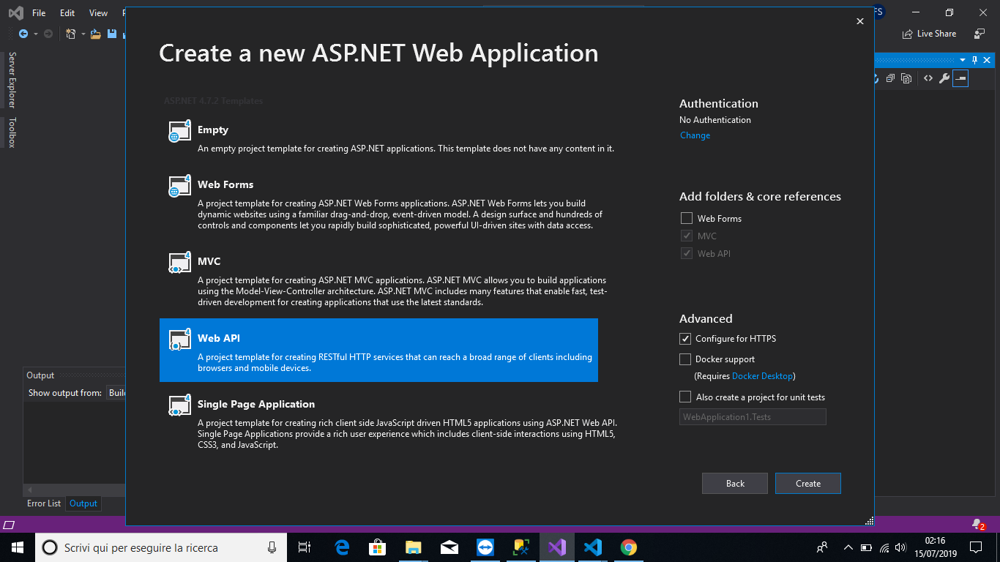 File Edit View P
FS
Live Share
Server Explorer
Toolbox
Create a new ASP.NET Web Application
ASP.NET 4.7.2 Templates
Empty
An empty project template for creating ASP.NET applications. This template does not have any content in it.
Web Forms
A project template for creating ASP.NET Web Forms applications. ASP.NET Web Forms lets you build
dynamic websites using a familiar drag-and-drop, event-driven model. A design surface and hundreds of
controls and components let you rapidly build sophisticated, powerful UI-driven sites with data access.
MVC
A project template for creating ASP.NET MVC applications. ASP.NET MVC allows you to build applications
using the Model-View-Controller architecture. ASP.NET MVC includes many features that enable fast, test-
driven development for creating applications that use the latest standards.
Web API
A project template for creating RESTful HTTP services that can reach a broad range of clients including
browsers and mobile devices.
Single Page Application
A project template for creating rich client side JavaScript driven HTML5 applications using ASP.NET Web API.
Single Page Applications provide a rich user experience which includes client-side interactions using HTML5,
CSS3, and JavaScript.
Authentication
No Authentication
Change
Add folders & core references
Web Forms
MVC
Web API
Advanced
Configure for HTTPS
Docker support
(Requires Docker Desktop)
Also create a project for unit tests
WebApplication1.Tests
Back Create
Output
Show output from: Buil
Error List Output
2
Scrivi qui per eseguire la ricerca
02:16
15/07/2019